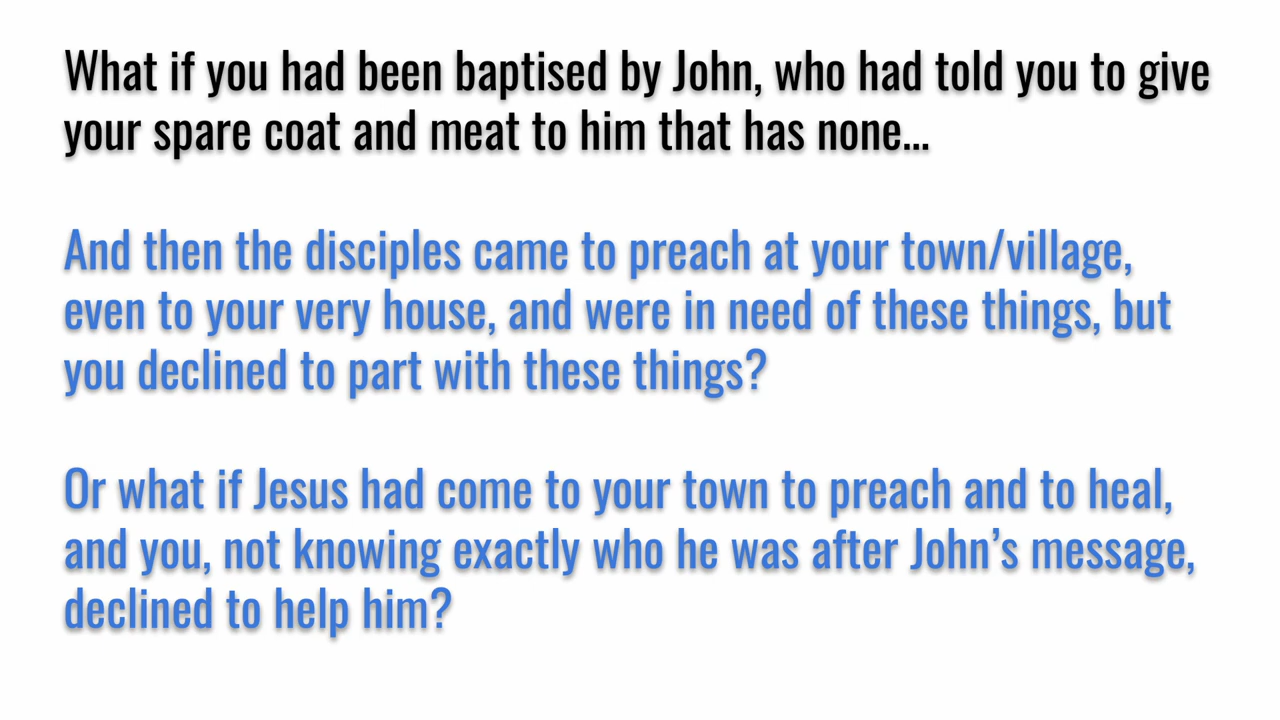 What if you had been baptised by John, who had told you to give
your spare coat and meat to him that has none...
And then the disciples came to preach at your town/village,
even to your very house, and were in need of these things, but
you declined to part with these things?
Or what if Jesus had come to your town to preach and to heal,
and you, not knowing exactly who he was after John’s message,
declined to help him?